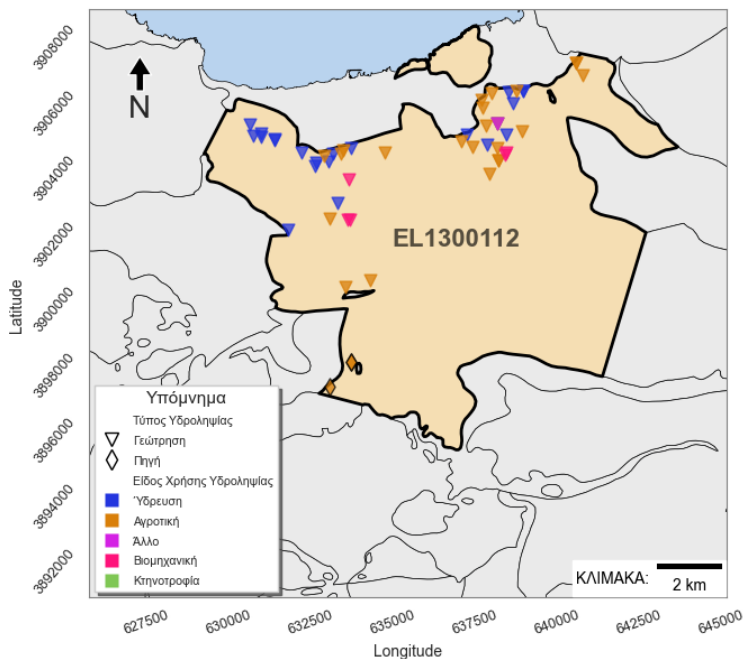 3908000
3906000
3904000
3902000
3900000
3898000
3896000
3894000
3892000
Latitude
N
EL1300112
Υπόμνημα
Τύπος Υδροληψίας
Γεώτρηση
Πηγή
Είδος Χρήσης Υδροληψίας
Ύδρευση
Αγροτική
Άλλο
Βιομηχανική
Κτηνοτροφία
ΚΛΙΜΑΚΑ:
2 km
627500
630000
632500
635000
637500
640000
642500
645000
Longitude